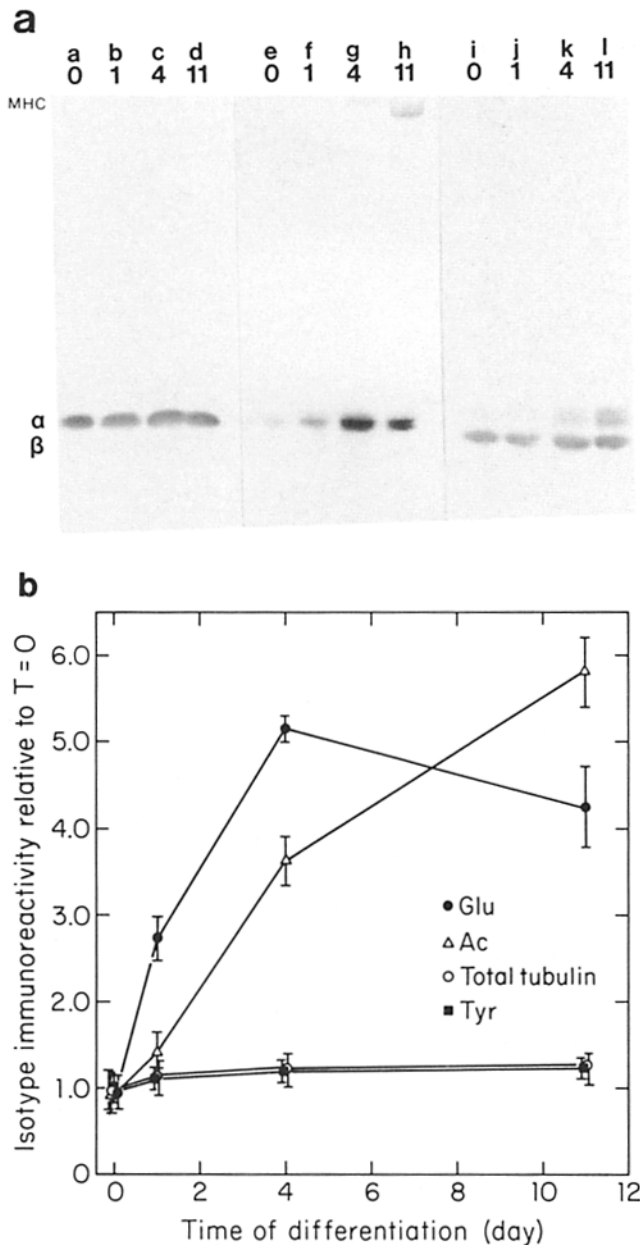 a
a b c d e f g h i j k l
0 1 4 11 0 1 4 11 0 1 4 11
MHC
α
β
b
Isotype immunoreactivity relative to T = 0
6.0
5.0
4.0
3.0
2.0
1.0
0
Glu
Ac
Total tubulin
Tyr
0 2 4 6 8 10 12
Time of differentiation (day)